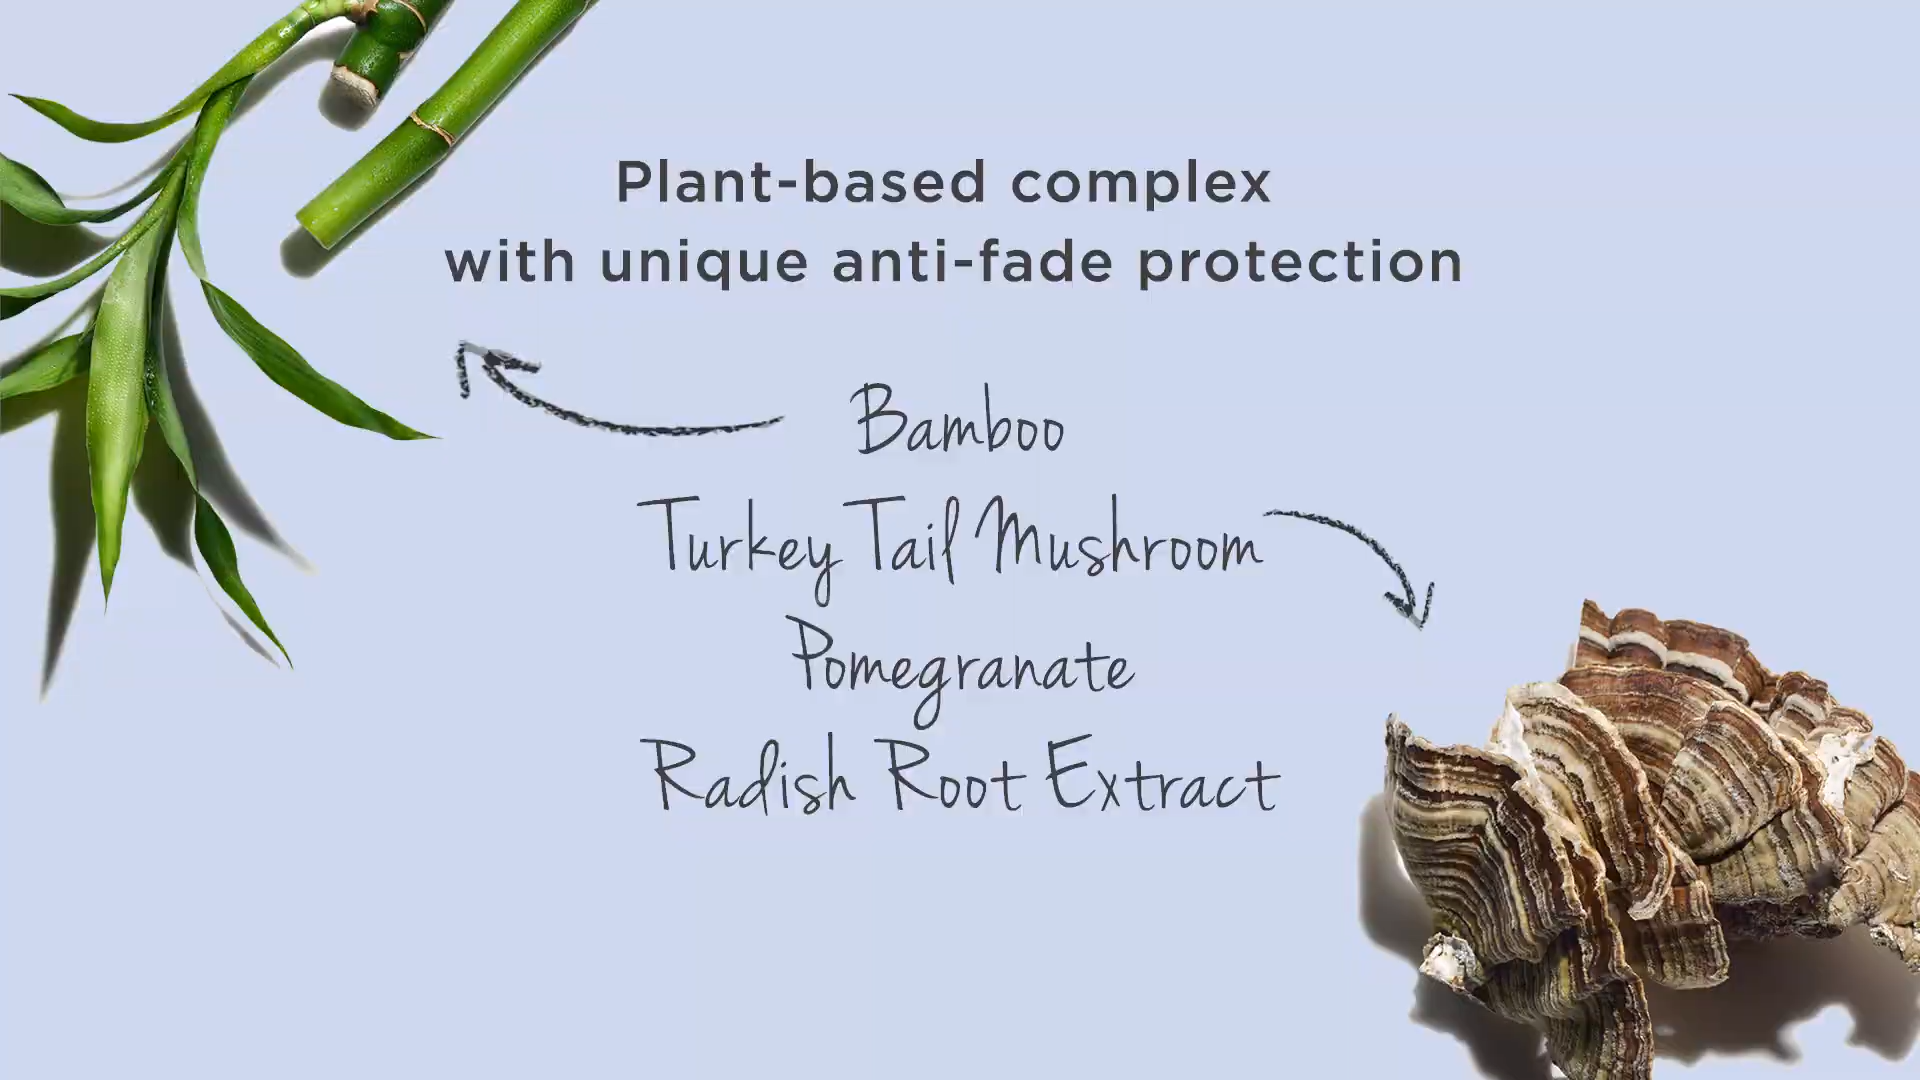 Plant-based complex
with unique anti-fade protection
Bamboo
Turkey Tail Mushroom
Pomegranate
Radish Root Extract